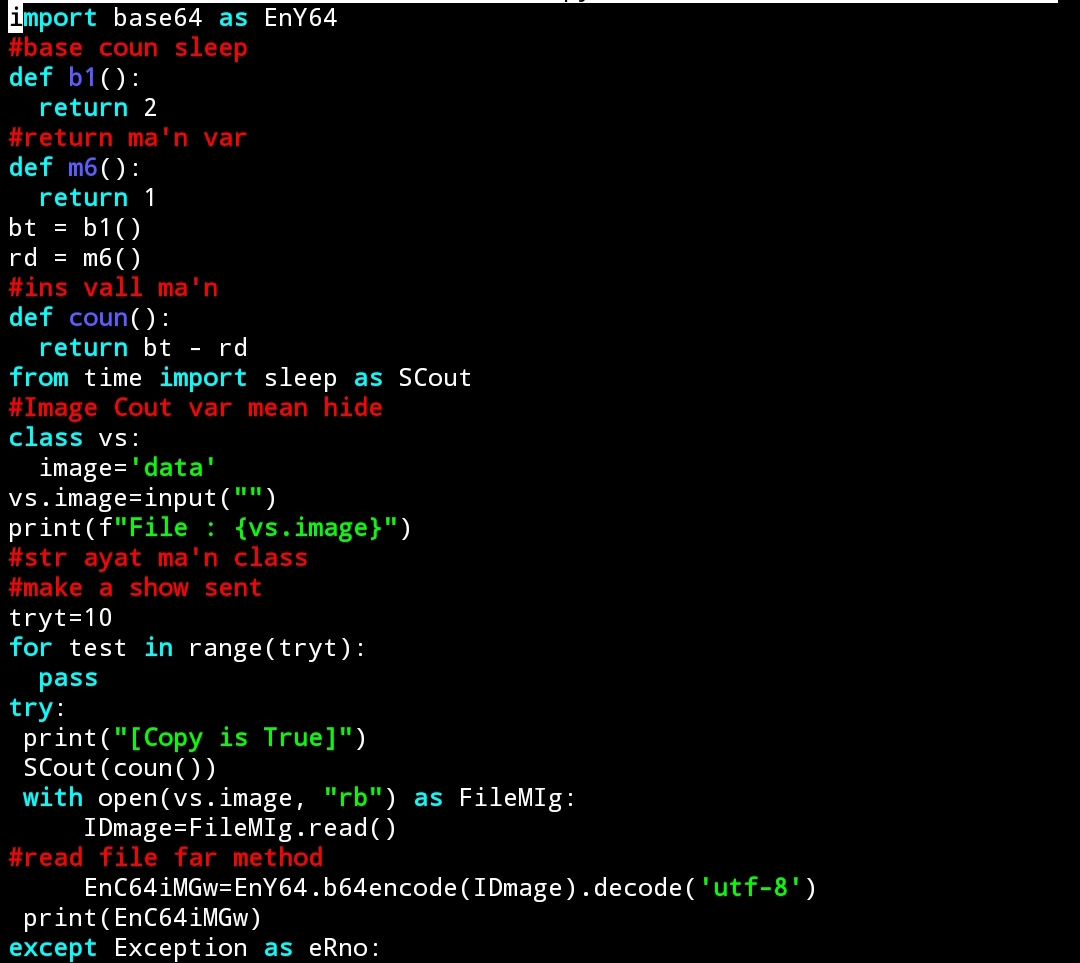 import base64 as EnY64
#base coun sleep
def b1():
  return 2
#return ma'n var
def m6():
  return 1
bt = b1()
rd = m6()
#ins vall ma'n
def coun():
  return bt - rd
from time import sleep as SCout
#Image Cout var mean hide
class vs:
  image='data'
vs.image=input("")
print(f"File : {vs.image}")
#str ayat ma'n class
#make a show sent
tryt=10
for test in range(tryt):
  pass
try:
 print("[Copy is True]")
 SCout(coun())
 with open(vs.image, "rb") as FileMIg:
     IDmage=FileMIg.read()
#read file far method
     EnC64iMGw=EnY64.b64encode(IDmage).decode('utf-8')
 print(EnC64iMGw)
except Exception as eRno: